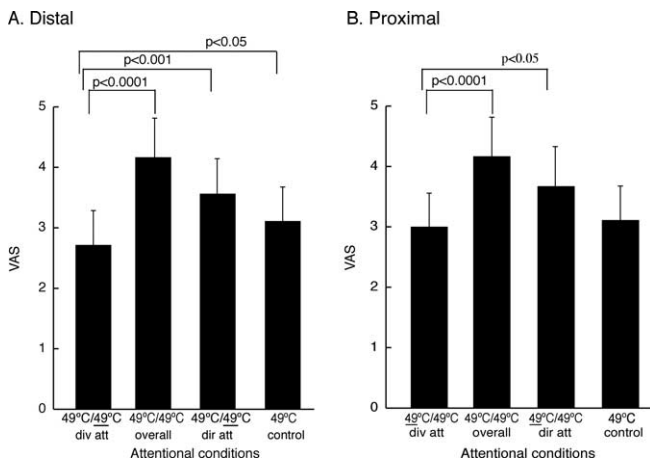 A. Distal
p<0.05
p<0.001
p<0.0001
5
4
3
2
1
0
VAS
49ºC/49ºC 49ºC/49ºC 49ºC/49ºC 49ºC
div att overall dir att control
Attentional conditions
B. Proximal
p<0.05
p<0.0001
5
4
3
2
1
0
VAS
49ºC/49ºC 49ºC/49ºC 49ºC/49ºC 49ºC
div att overall dir att control
Attentional conditions